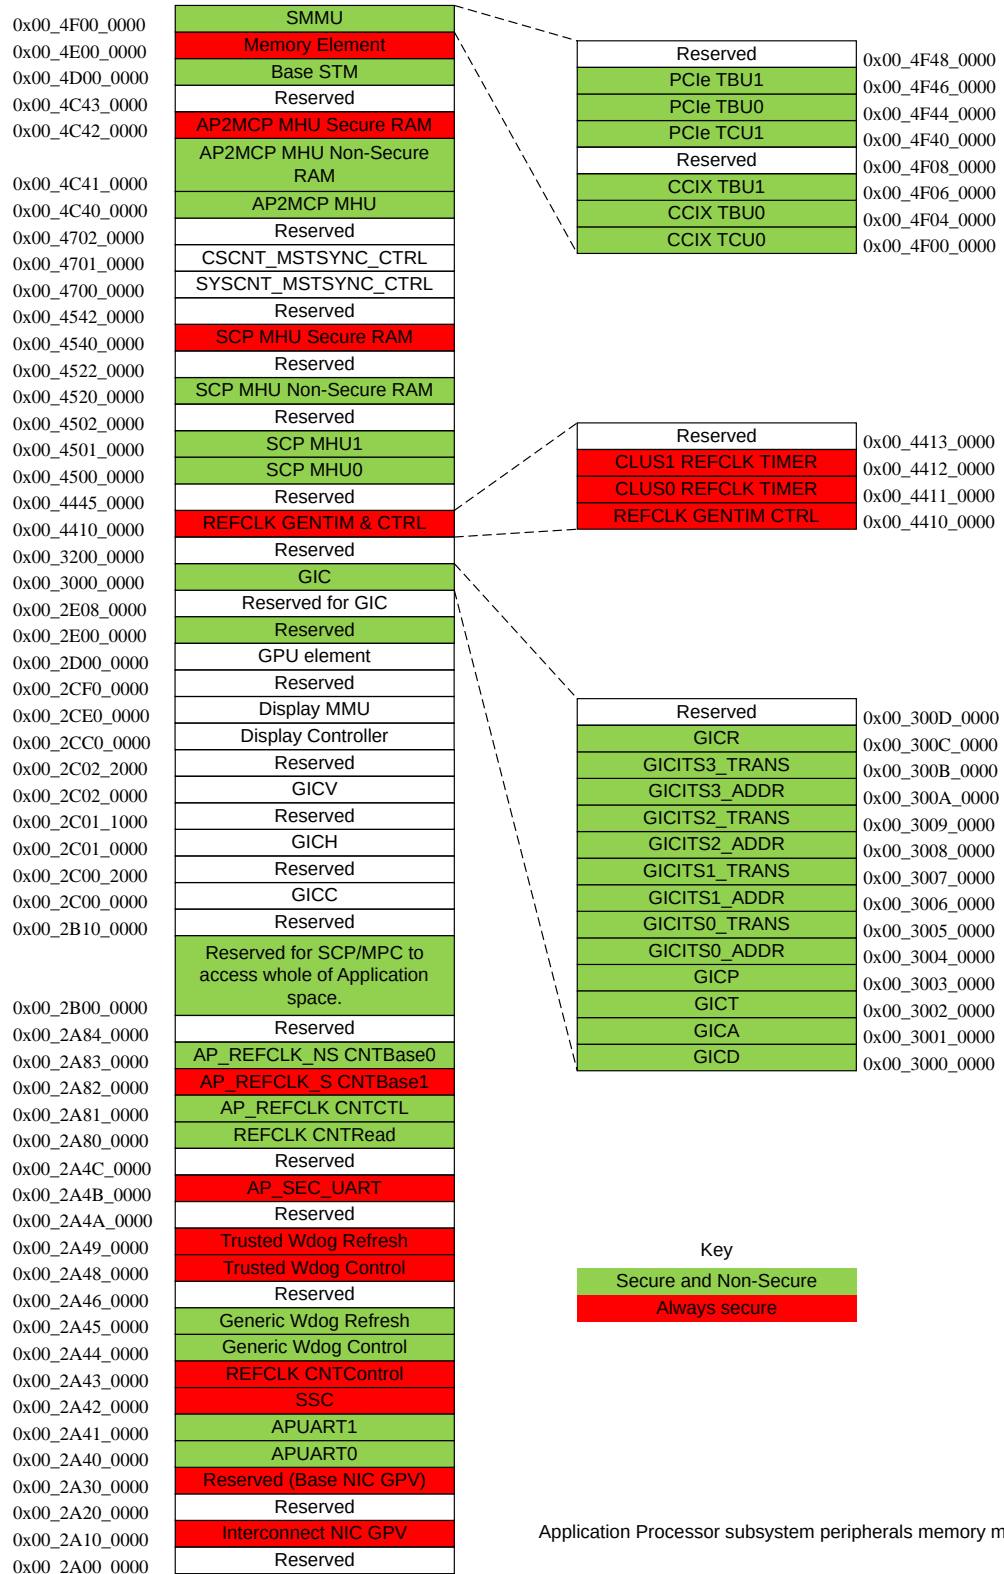 SMMU
0x00_4F00_0000
Memory Element
0x00_4E00_0000
Base STM
0x00_4D00_0000
Reserved
0x00_4C43_0000
AP2MCP MHU Secure RAM
0x00_4C42_0000
AP2MCP MHU Non-Secure
RAM
0x00_4C41_0000
AP2MCP MHU
0x00_4C40_0000
Reserved
0x00_4702_0000
CSCNT_MSTSYNC_CTRL
0x00_4701_0000
SYSCNT_MSTSYNC_CTRL
0x00_4700_0000
Reserved
0x00_4542_0000
SCP MHU Secure RAM
0x00_4540_0000
Reserved
0x00_4522_0000
SCP MHU Non-Secure RAM
0x00_4520_0000
Reserved
0x00_4502_0000
SCP MHU1
0x00_4501_0000
SCP MHU0
0x00_4500_0000
Reserved
0x00_4445_0000
REFCLK GENTIM & CTRL
0x00_4410_0000
Reserved
0x00_3200_0000
GIC
0x00_3000_0000
Reserved for GIC
0x00_2E08_0000
Reserved
0x00_2E00_0000
GPU element
0x00_2D00_0000
Reserved
0x00_2CF0_0000
Display MMU
0x00_2CE0_0000
Display Controller
0x00_2CC0_0000
Reserved
0x00_2C02_2000
GICV
0x00_2C02_0000
Reserved
0x00_2C01_1000
GICH
0x00_2C01_0000
Reserved
0x00_2C00_2000
GICC
0x00_2C00_0000
Reserved
0x00_2B10_0000
Reserved for SCP/MPC to
access whole of Application
space.
0x00_2B00_0000
Reserved
0x00_2A84_0000
AP_REFCLK_NS CNTBase0
0x00_2A83_0000
AP_REFCLK_S CNTBase1
0x00_2A82_0000
AP_REFCLK CNTCTL
0x00_2A81_0000
REFCLK CNTRead
0x00_2A80_0000
Reserved
0x00_2A4C_0000
AP_SEC_UART
0x00_2A4B_0000
Reserved
0x00_2A4A_0000
Trusted Wdog Refresh
0x00_2A49_0000
Trusted Wdog Control
0x00_2A48_0000
Reserved
0x00_2A46_0000
Generic Wdog Refresh
0x00_2A45_0000
Generic Wdog Control
0x00_2A44_0000
REFCLK CNTControl
0x00_2A43_0000
SSC
0x00_2A42_0000
APUART1
0x00_2A41_0000
APUART0
0x00_2A40_0000
Reserved (Base NIC GPV)
0x00_2A30_0000
Reserved
0x00_2A20_0000
Interconnect NIC GPV
0x00_2A10_0000
Reserved
0x00_2A00_0000
Reserved
0x00_4F48_0000
PCIe TBU1
0x00_4F46_0000
PCIe TBU0
0x00_4F44_0000
PCIe TCU1
0x00_4F40_0000
Reserved
0x00_4F08_0000
CCIX TBU1
0x00_4F06_0000
CCIX TBU0
0x00_4F04_0000
CCIX TCU0
0x00_4F00_0000
Reserved
0x00_4413_0000
CLUS1 REFCLK TIMER
0x00_4412_0000
CLUS0 REFCLK TIMER
0x00_4411_0000
REFCLK GENTIM CTRL
0x00_4410_0000
Reserved
0x00_300D_0000
GICR
0x00_300C_0000
GICITS3_TRANS
0x00_300B_0000
GICITS3_ADDR
0x00_300A_0000
GICITS2_TRANS
0x00_3009_0000
GICITS2_ADDR
0x00_3008_0000
GICITS1_TRANS
0x00_3007_0000
GICITS1_ADDR
0x00_3006_0000
GICITS0_TRANS
0x00_3005_0000
GICITS0_ADDR
0x00_3004_0000
GICP
0x00_3003_0000
GICT
0x00_3002_0000
GICA
0x00_3001_0000
GICD
0x00_3000_0000
Key
Secure and Non-Secure
Always secure
Application Processor subsystem peripherals memory m